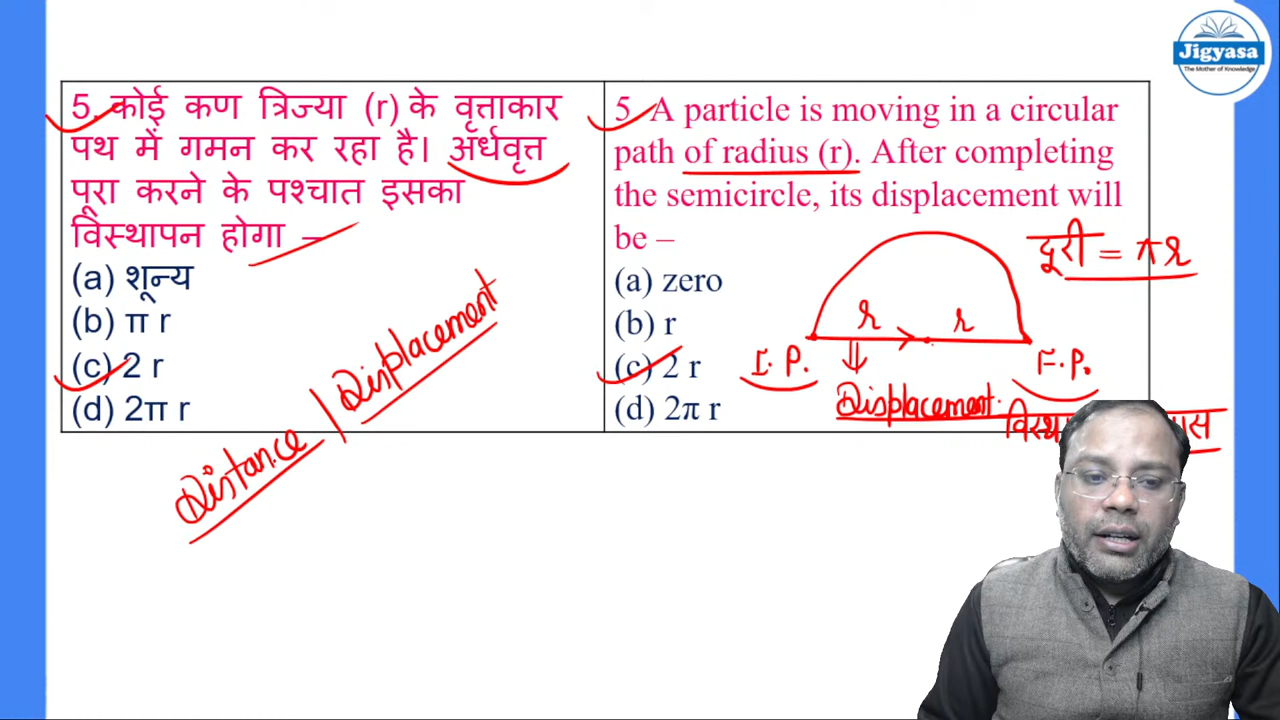 Jigyasa
The Mother of Knowledge
5. कोई कण त्रिज्या (r) के वृत्ताकार
पथ में गमन कर रहा है। अर्धवृत्त
पूरा करने के पश्चात इसका
विस्थापन होगा –
(a) शून्य
(b) π r
(c) 2 r
(d) 2π r
Distance / Displacement
5. A particle is moving in a circular
path of radius (r). After completing
the semicircle, its displacement will
be –
(a) zero
(b) r
(c) 2 r
(d) 2π r
दूरी = πr
r r
I.P. F.P.
Displacement.